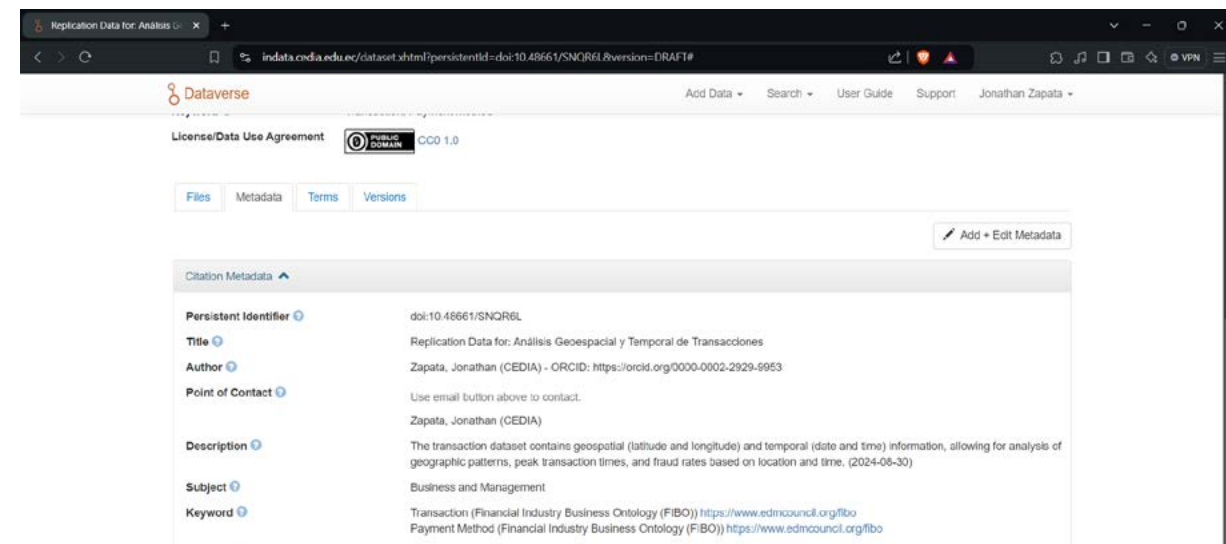 Replication Data for: Análisis Ge
indata.cedia.edu.ec/dataset.xhtml?persistentId=doi:10.48661/SNQR6L&version=DRAFT#
VPN
Dataverse
Add Data
Search
User Guide
Support
Jonathan Zapata
License/Data Use Agreement
PUBLIC DOMAIN
CC0 1.0
Files
Metadata
Terms
Versions
Add + Edit Metadata
Citation Metadata
Persistent Identifier
doi:10.48661/SNQR6L
Title
Replication Data for: Análisis Geoespacial y Temporal de Transacciones
Author
Zapata, Jonathan (CEDIA) - ORCID: https://orcid.org/0000-0002-2929-9953
Point of Contact
Use email button above to contact.
Zapata, Jonathan (CEDIA)
Description
The transaction dataset contains geospatial (latitude and longitude) and temporal (date and time) information, allowing for analysis of
geographic patterns, peak transaction times, and fraud rates based on location and time. (2024-08-30)
Subject
Business and Management
Keyword
Transaction (Financial Industry Business Ontology (FIBO)) https://www.edmcouncil.org/fibo
Payment Method (Financial Industry Business Ontology (FIBO)) https://www.edmcouncil.org/fibo